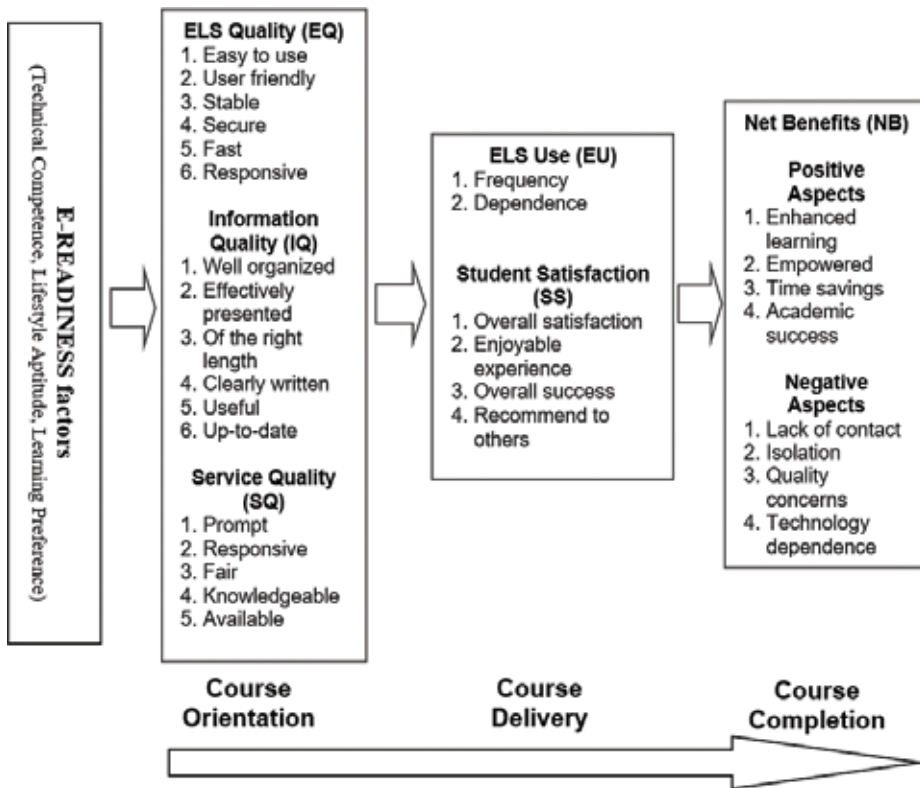 E-READINESS factors
(Technical Competence, Lifestyle Aptitude, Learning Preference)
ELS Quality (EQ)
1. Easy to use
2. User friendly
3. Stable
4. Secure
5. Fast
6. Responsive
Information
Quality (IQ)
1. Well organized
2. Effectively
presented
3. Of the right
length
4. Clearly written
5. Useful
6. Up-to-date
Service Quality
(SQ)
1. Prompt
2. Responsive
3. Fair
4. Knowledgeable
5. Available
ELS Use (EU)
1. Frequency
2. Dependence
Student Satisfaction
(SS)
1. Overall satisfaction
2. Enjoyable
experience
3. Overall success
4. Recommend to
others
Net Benefits (NB)
Positive
Aspects
1. Enhanced
learning
2. Empowered
3. Time savings
4. Academic
success
Negative
Aspects
1. Lack of contact
2. Isolation
3. Quality
concerns
4. Technology
dependence
Course
Orientation
Course
Delivery
Course
Completion